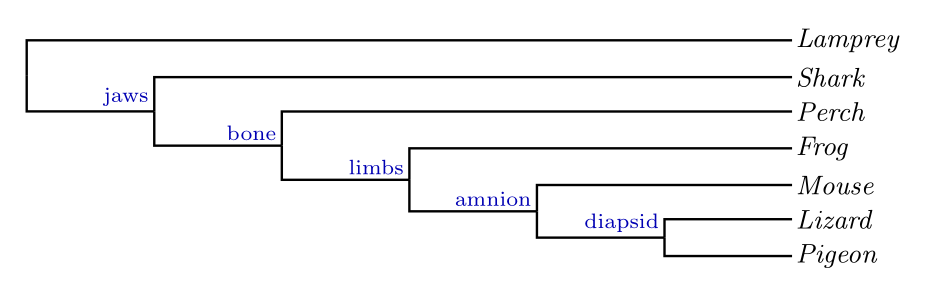 Lamprey
Shark
jaws
Perch
bone
Frog
limbs
Mouse
amnion
Lizard
diapsid
Pigeon